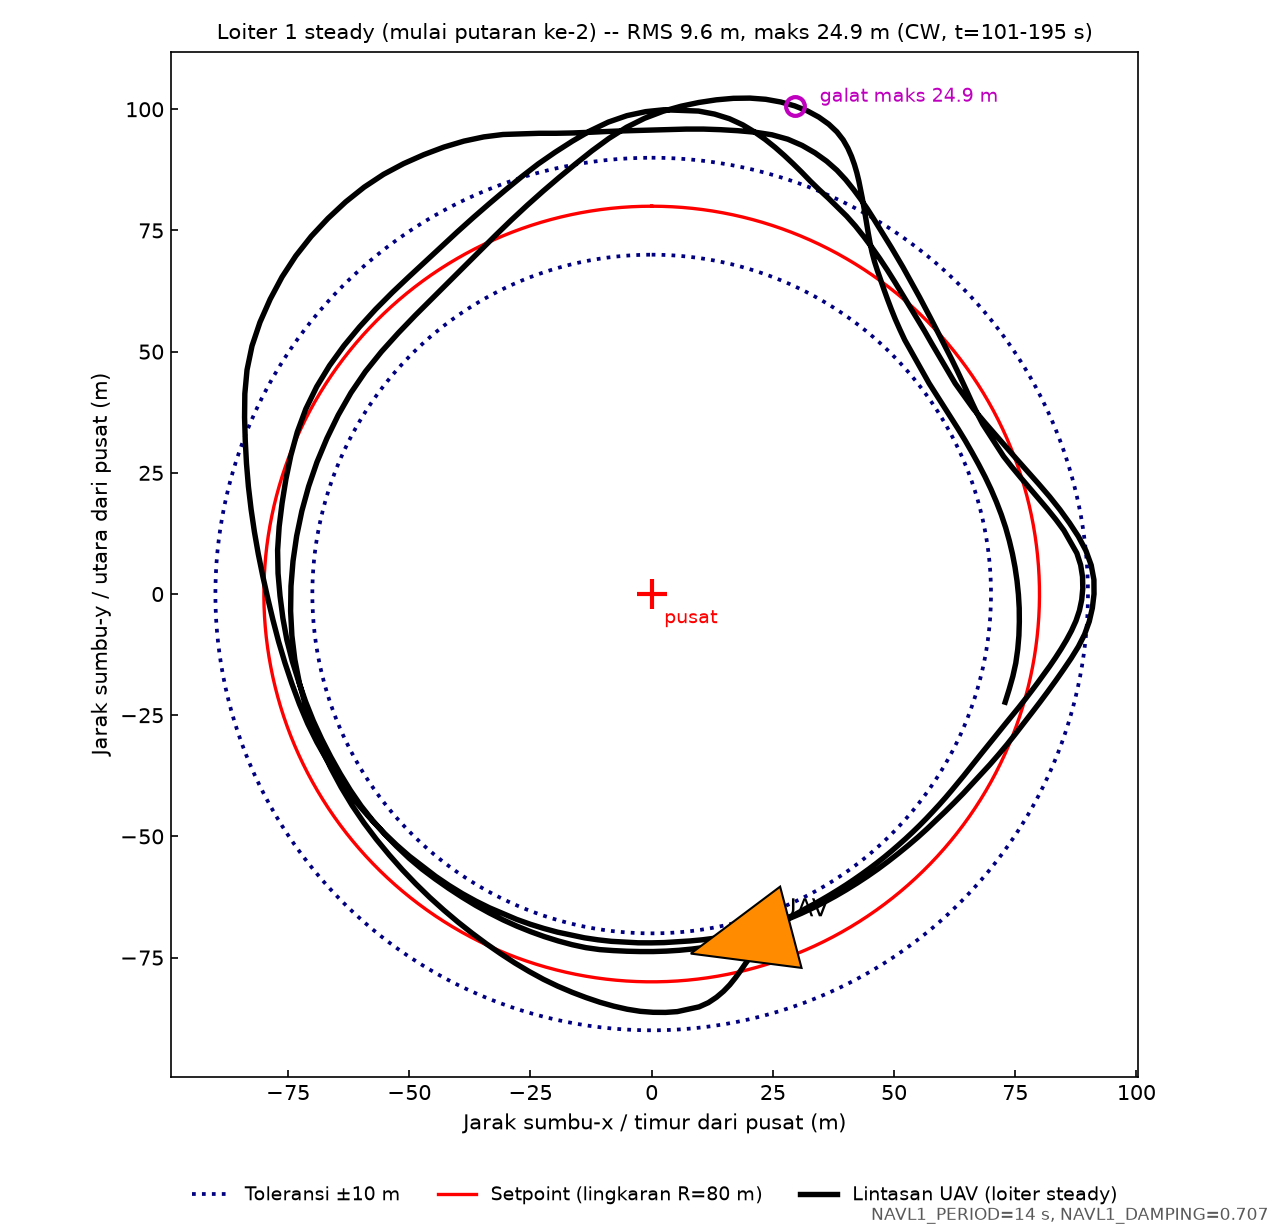 Loiter 1 steady (mulai putaran ke-2) -- RMS 9.6 m, maks 24.9 m (CW, t=101-195 s)
galat maks 24.9 m
100
75
50
25
0
−25
−50
−75
Jarak sumbu-y / utara dari pusat (m)
pusat
UAV
−75 −50 −25 0 25 50 75 100
Jarak sumbu-x / timur dari pusat (m)
Toleransi ±10 m Setpoint (lingkaran R=80 m) Lintasan UAV (loiter steady)
NAVL1_PERIOD=14 s, NAVL1_DAMPING=0.707